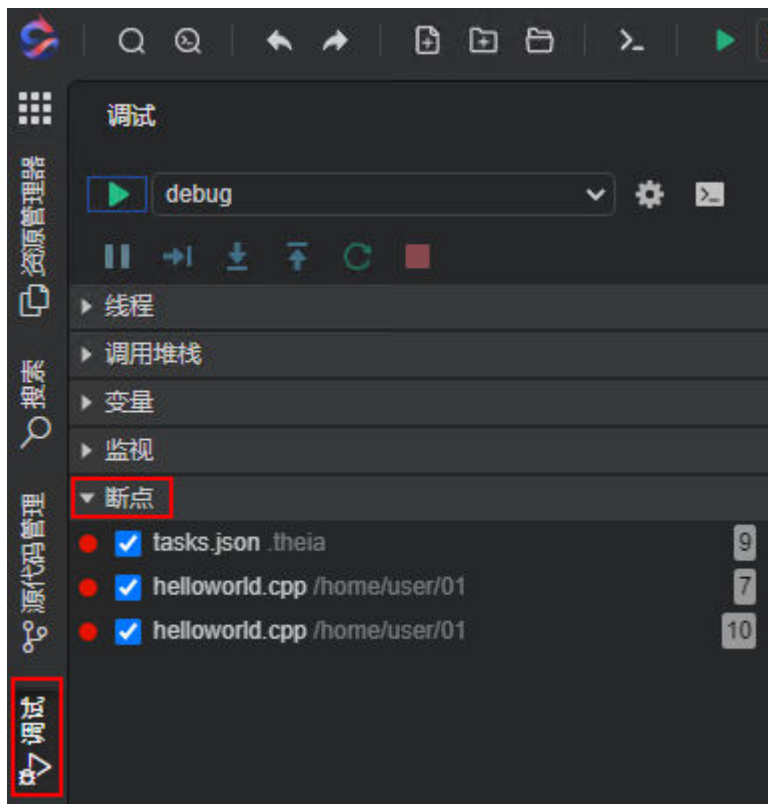 调试
资源管理器
debug
线程
调用堆栈
搜索
变量
监视
断点
源代码管理
tasks.json .theia 9
helloworld.cpp /home/user/01 7
helloworld.cpp /home/user/01 10
调试